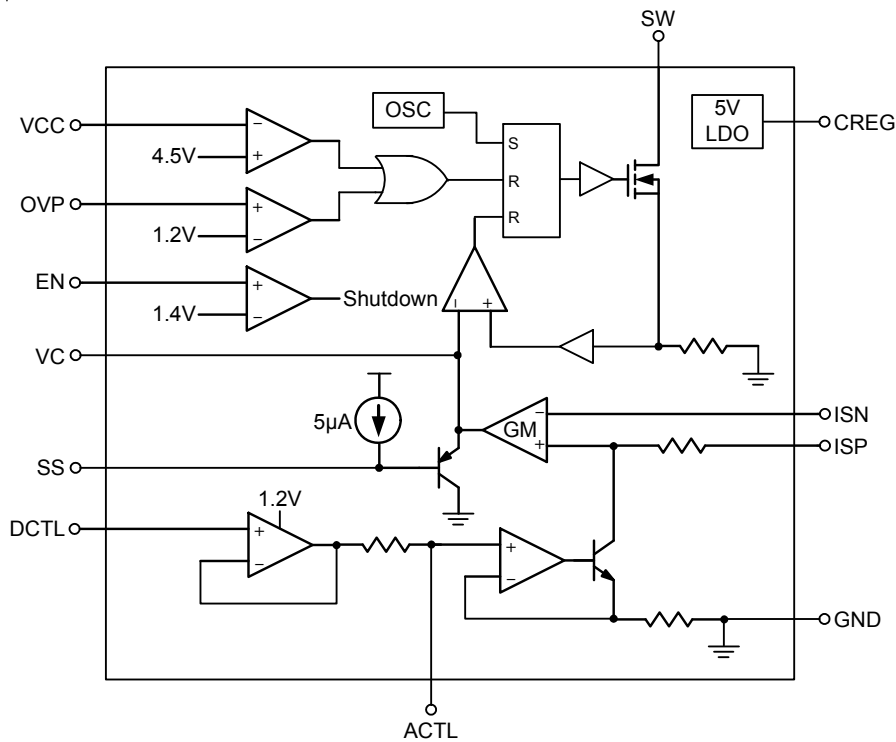 SW
VCC
4.5V
−
+
OSC
S
R
R
5V
LDO
CREG
OVP
1.2V
+
−
EN
1.4V
+
−
Shutdown
−
+
VC
5µA
GM
−
+
ISN
ISP
SS
DCTL
1.2V
+
−
+
−
GND
ACTL